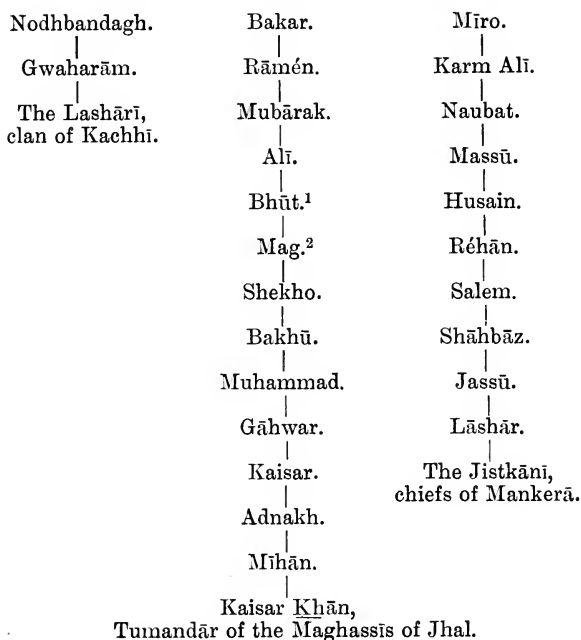 Nodhbandagh. Bakar. Mīro.
Gwaharām. Rāmén. Karm Alī.
The Lashārī, Mubārak. Naubat.
clan of Kachhī.
Alī. Massū.
Bhūt.¹ Husain.
Mag.² Réhān.
Shekho. Salem.
Bakhū. Shāhbāz.
Muhammad. Jassū.
Gāhwar. Lāshār.
Kaisar. The Jistkānī,
chiefs of Mankerā.
Adnakh.
Mīhān.
Kaisar Khān,
Tumandār of the Maghassīs of Jhal.